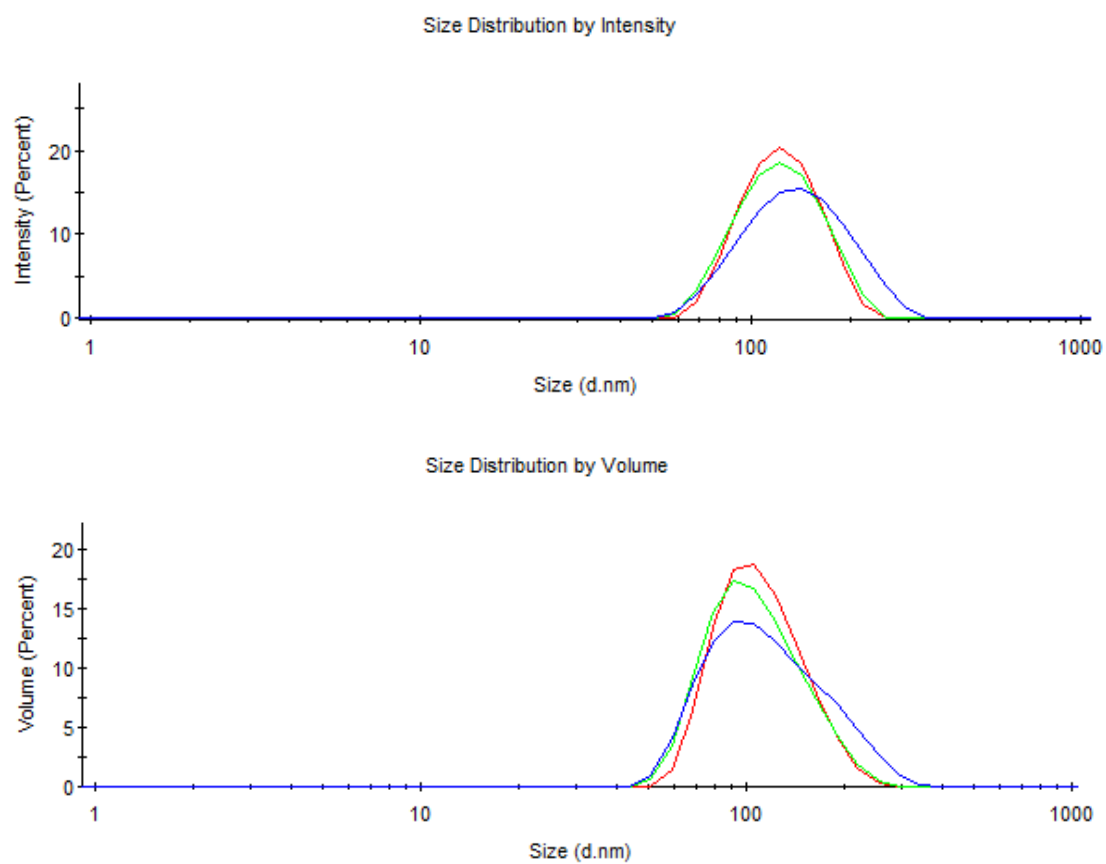 Size Distribution by Intensity
Intensity (Percent)
20
10
0
1 10 100 1000
Size (d.nm)
Size Distribution by Volume
Volume (Percent)
20
15
10
5
0
1 10 100 1000
Size (d.nm)